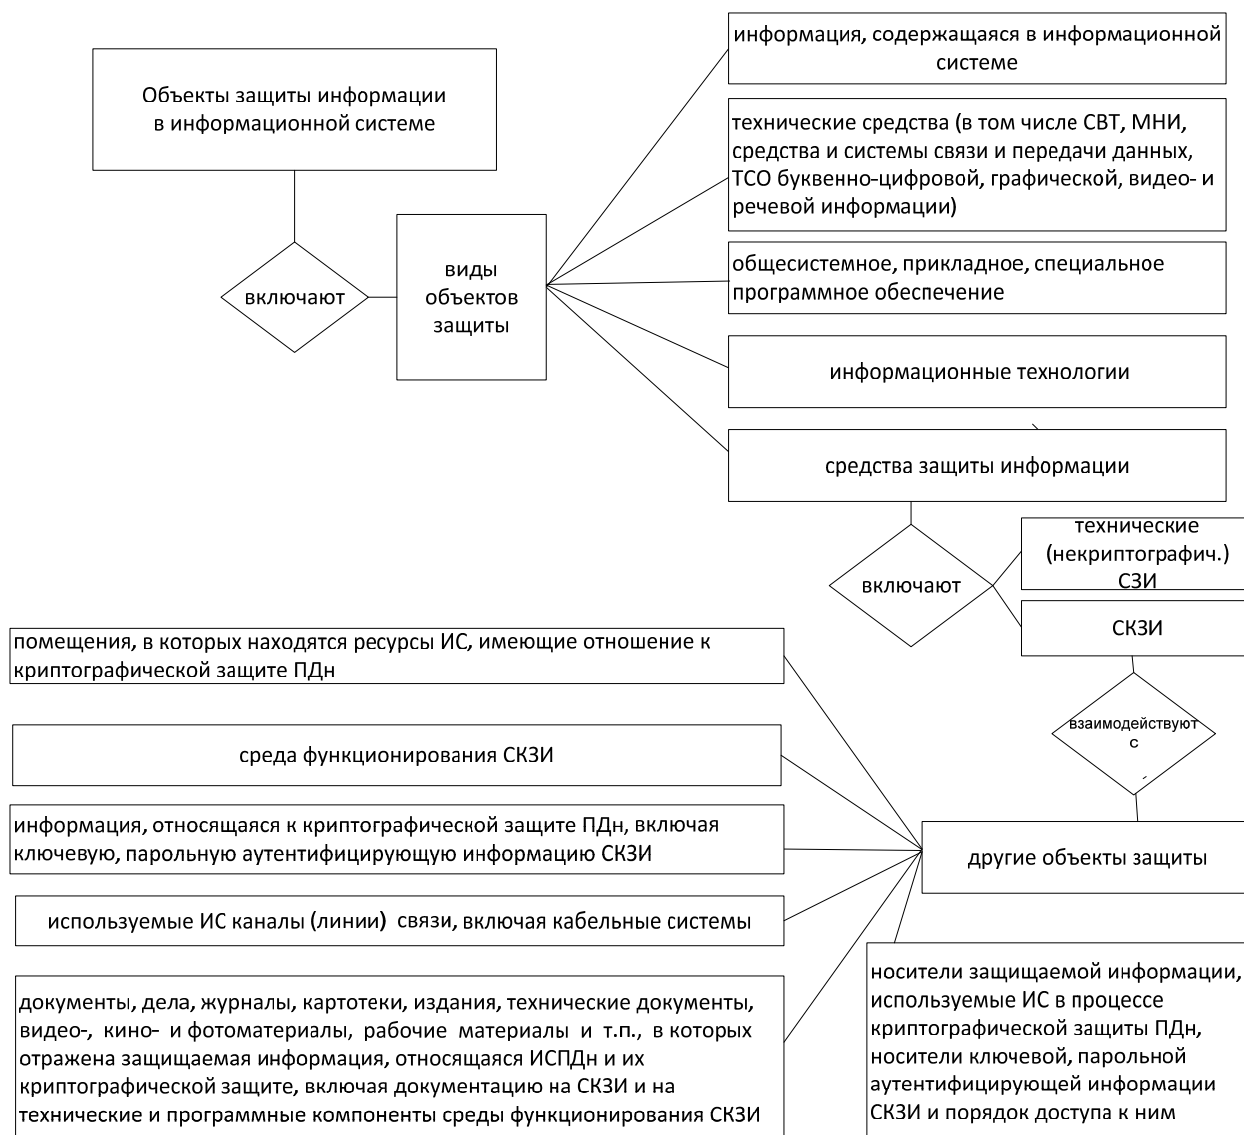 Объекты защиты информации
в информационной системе
включают
виды
объектов
защиты
информация, содержащаяся в информационной
системе
технические средства (в том числе СВТ, МНИ,
средства и системы связи и передачи данных,
ТСО буквенно-цифровой, графической, видео- и
речевой информации)
общесистемное, прикладное, специальное
программное обеспечение
информационные технологии
средства защиты информации
включают
технические
(некриптографич.)
СЗИ
СКЗИ
взаимодействуют
с
другие объекты защиты
помещения, в которых находятся ресурсы ИС, имеющие отношение к
криптографической защите ПДн
среда функционирования СКЗИ
информация, относящаяся к криптографической защите ПДн, включая
ключевую, парольную аутентифицирующую информацию СКЗИ
используемые ИС каналы (линии) связи, включая кабельные системы
документы, дела, журналы, картотеки, издания, технические документы,
видео-, кино- и фотоматериалы, рабочие материалы и т.п., в которых
отражена защищаемая информация, относящаяся ИСПДн и их
криптографической защите, включая документацию на СКЗИ и на
технические и программные компоненты среды функционирования СКЗИ
носители защищаемой информации,
используемые ИС в процессе
криптографической защиты ПДн,
носители ключевой, парольной
аутентифицирующей информации
СКЗИ и порядок доступа к ним